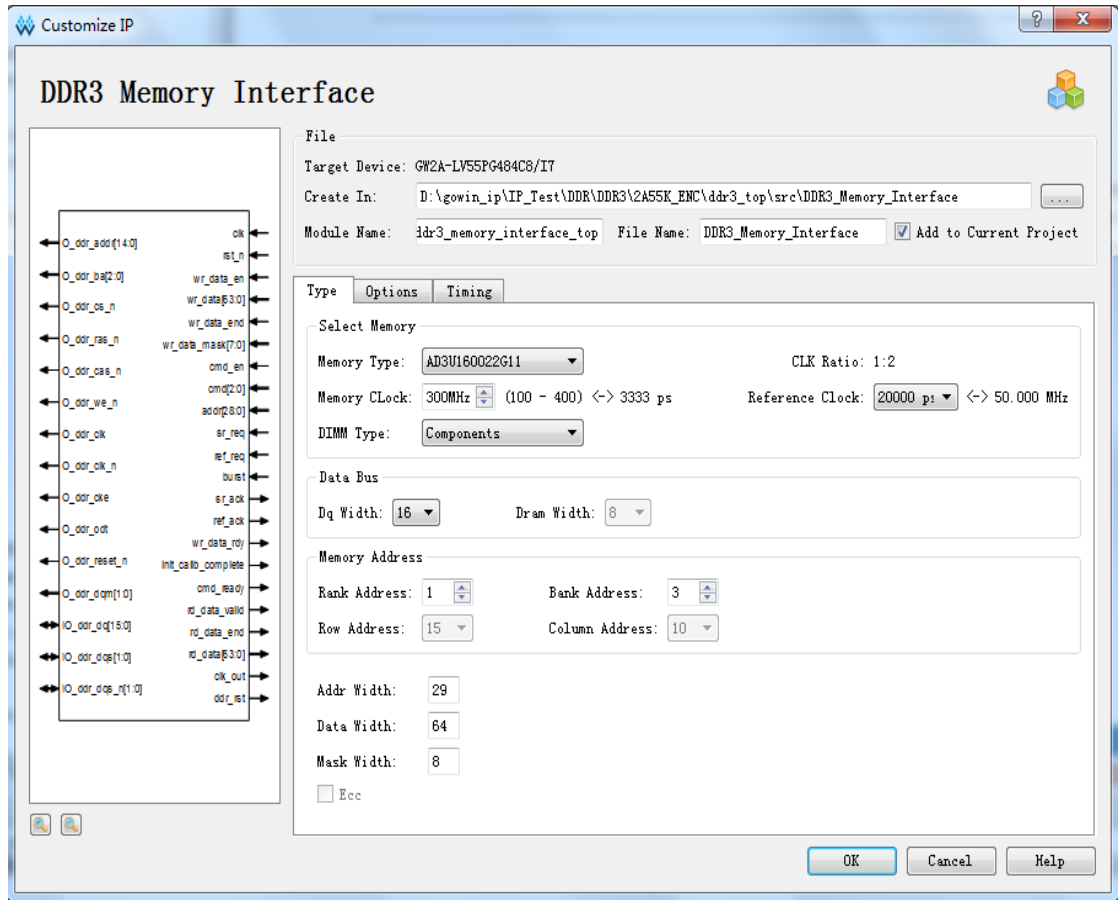 Customize IP
DDR3 Memory Interface
O_ddr_addr[14:0]
O_ddr_ba[2:0]
O_ddr_cs_n
O_ddr_ras_n
O_ddr_cas_n
O_ddr_we_n
O_ddr_clk
O_ddr_clk_n
O_ddr_cke
O_ddr_odt
O_ddr_reset_n
O_ddr_dqm[1:0]
IO_ddr_dq[15:0]
IO_ddr_dqs[1:0]
IO_ddr_dqs_n[1:0]
clk
rst_n
wr_data_en
wr_data[63:0]
wr_data_end
wr_data_mask[7:0]
cmd_en
cmd[2:0]
addr[28:0]
sr_req
ref_req
burst
sr_ack
ref_ack
wr_data_rdy
init_calib_complete
cmd_ready
rd_data_valid
rd_data_end
rd_data[63:0]
clk_out
ddr_rst
File
Target Device: GW2A-LV55PG484C8/I7
Create In: D:\gowin_ip\IP_Test\DDR\DDR3\2A55K_ENC\ddr3_top\src\DDR3_Memory_Interface ...
Module Name: ddr3_memory_interface_top File Name: DDR3_Memory_Interface Add to Current Project
Type Options Timing
Select Memory
Memory Type: AD3U160022G11 CLK Ratio: 1:2
Memory CLock: 300MHz (100 - 400) <-> 3333 ps Reference Clock: 20000 ps <-> 50.000 MHz
DIMM Type: Components
Data Bus
Dq Width: 16 Dram Width: 8
Memory Address
Rank Address: 1 Bank Address: 3
Row Address: 15 Column Address: 10
Addr Width: 29
Data Width: 64
Mask Width: 8
Ecc
OK Cancel Help